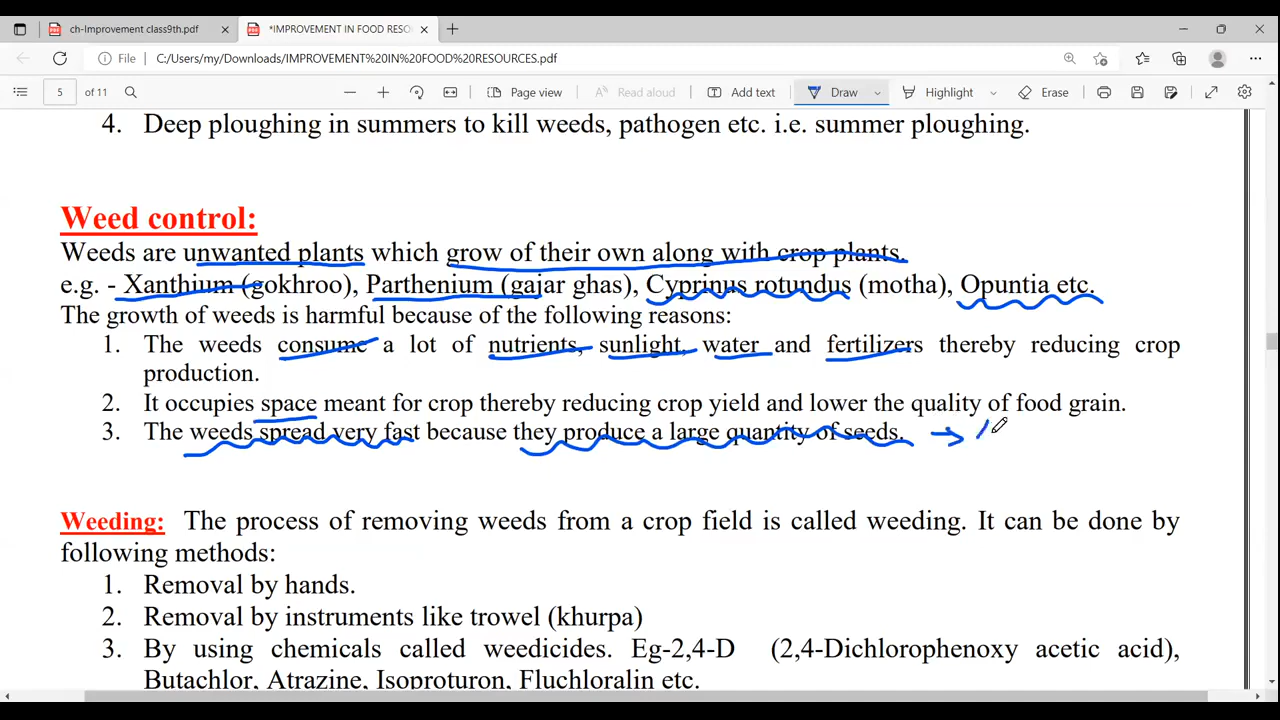 ch-Improvement class9th.pdf
*IMPROVEMENT IN FOOD RESO
File
C:/Users/my/Downloads/IMPROVEMENT%20IN%20FOOD%20RESOURCES.pdf
5 of 11
Page view
Read aloud
Add text
Draw
Highlight
Erase
4. Deep ploughing in summers to kill weeds, pathogen etc. i.e. summer ploughing.
Weed control:
Weeds are unwanted plants which grow of their own along with crop plants.
e.g. - Xanthium (gokhroo), Parthenium (gajar ghas), Cyprinus rotundus (motha), Opuntia etc.
The growth of weeds is harmful because of the following reasons:
1. The weeds consume a lot of nutrients, sunlight, water and fertilizers thereby reducing crop
production.
2. It occupies space meant for crop thereby reducing crop yield and lower the quality of food grain.
3. The weeds spread very fast because they produce a large quantity of seeds.
Weeding: The process of removing weeds from a crop field is called weeding. It can be done by
following methods:
1. Removal by hands.
2. Removal by instruments like trowel (khurpa)
3. By using chemicals called weedicides. Eg-2,4-D (2,4-Dichlorophenoxy acetic acid),
Butachlor, Atrazine, Isoproturon, Fluchloralin etc.